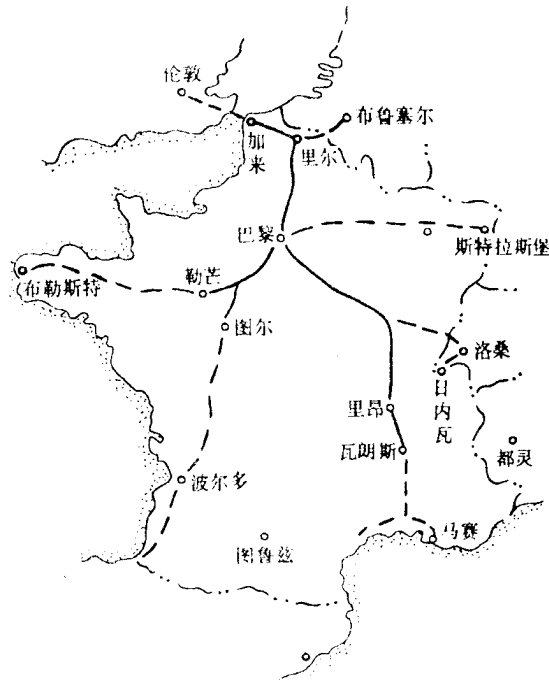 伦敦
布鲁塞尔
加来
里尔
巴黎
斯特拉斯堡
布勒斯特
勒芒
图尔
洛桑
日内瓦
里昂
瓦朗斯
都灵
波尔多
图鲁兹
马赛